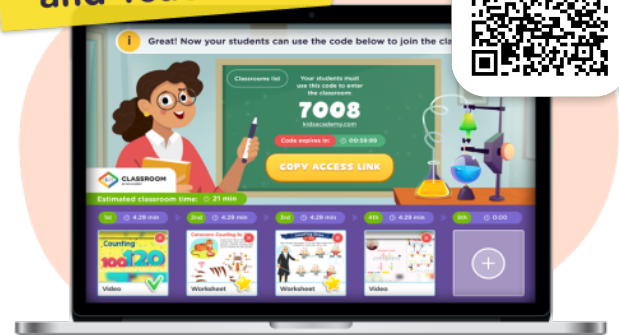 i Great! Now your students can use the code below to join the cla
Classrooms list
Your students must
use this code to enter
the classroom
7008
kidsacademy.com
Code expires in: 00:59:99
COPY ACCESS LINK
CLASSROOM
Estimated classroom time: 21 min
1st 4:29 min 2nd 4:29 min 3rd 4:29 min 4th 4:29 min 5th 0:00
Counting
100 120
Video
Worksheet
Worksheet
Video